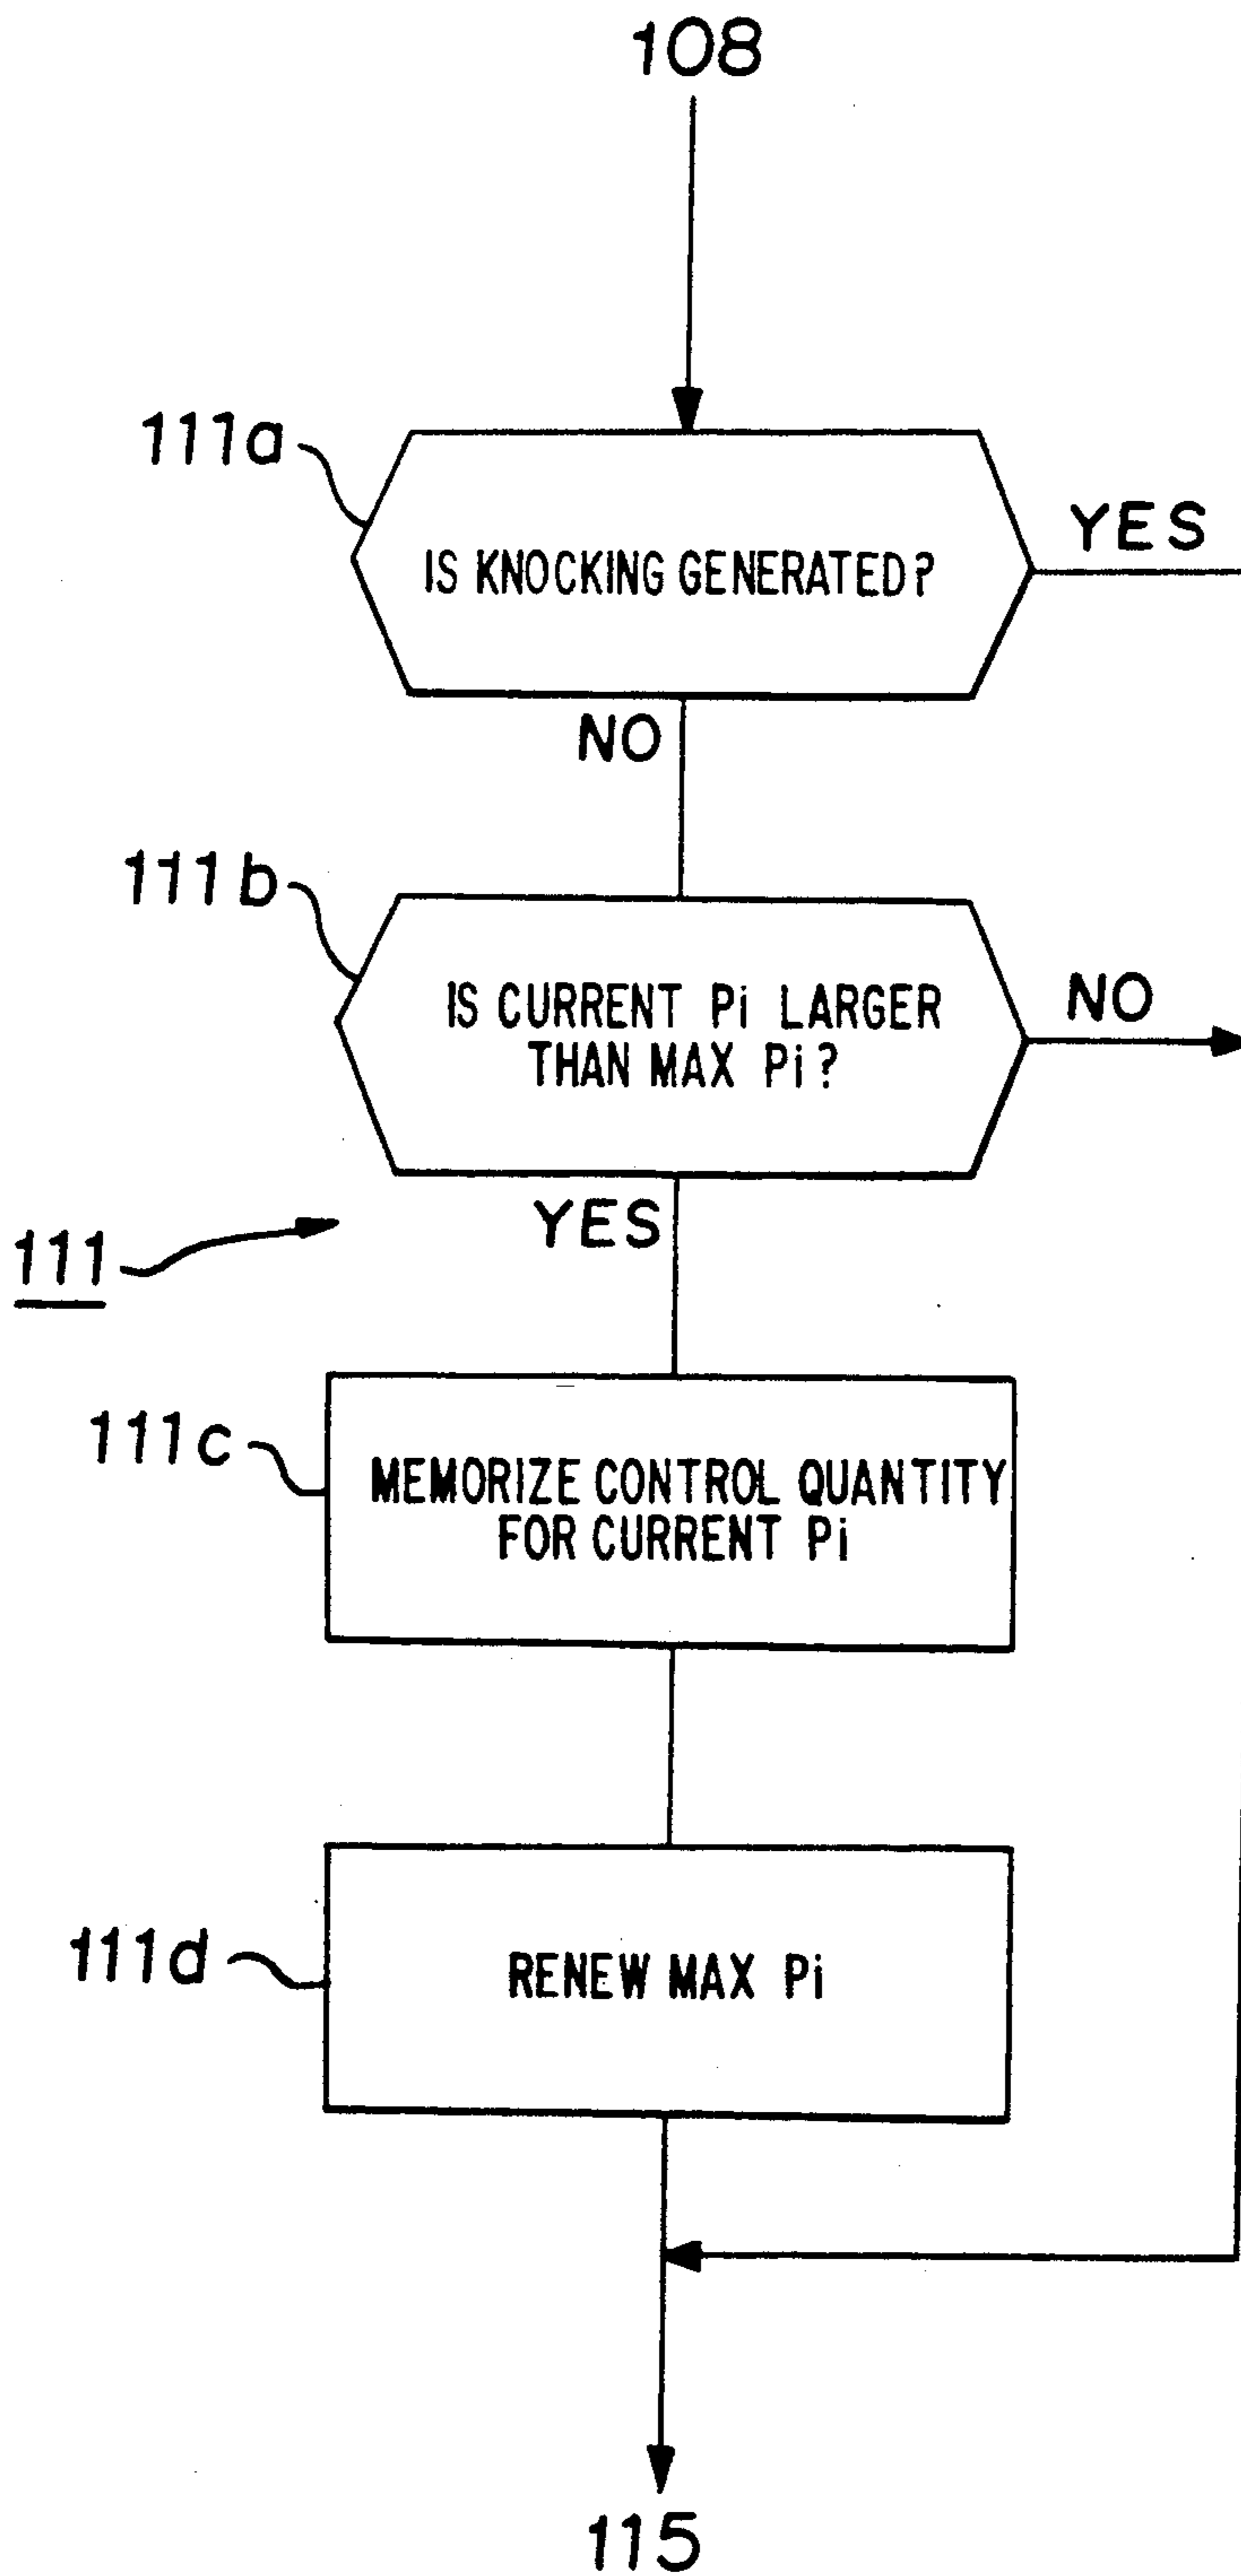 108
111a
YES
IS KNOCKING GENERATED?
NO
111b
IS CURRENT Pi LARGER
THAN MAX Pi?
NO
YES
111
111c
MEMORIZE CONTROL QUANTITY
FOR CURRENT Pi
111d
RENEW MAX Pi
115